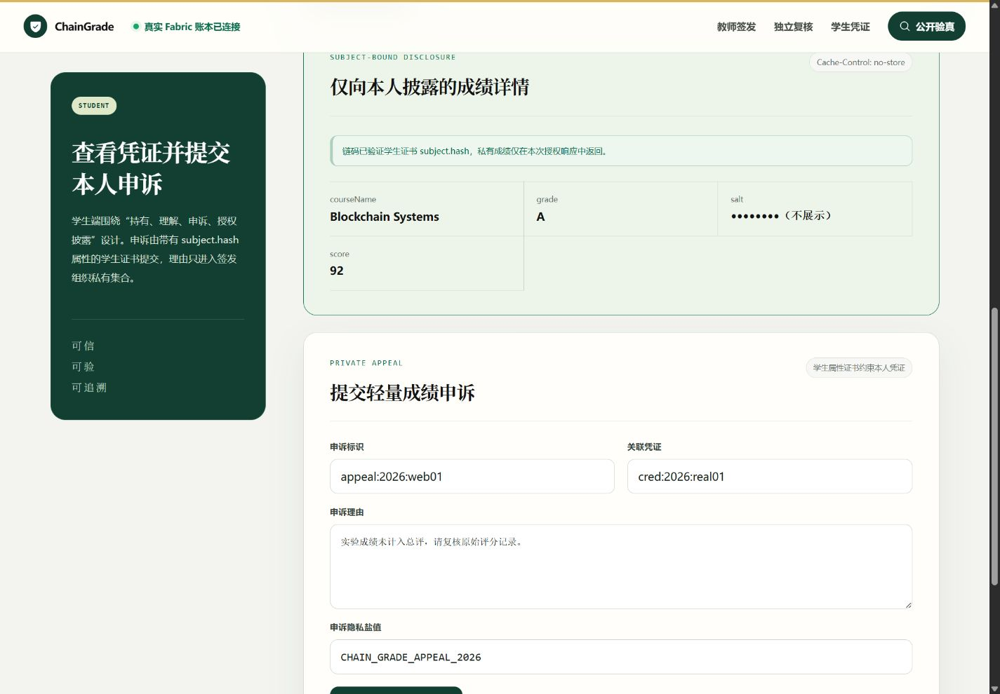 ChainGrade
真实 Fabric 账本已连接
教师签发
独立复核
学生凭证
公开验真
STUDENT
查看凭证并提交
本人申诉
学生端围绕“持有、理解、申诉、授权
披露”设计。申诉由带有 subject.hash
属性的学生证书提交，理由只进入签发
组织私有集合。
可信
可验
可追溯
SUBJECT-BOUND DISCLOSURE
Cache-Control: no-store
仅向本人披露的成绩详情
链码已验证学生证书 subject.hash，私有成绩仅在本次授权响应中返回。
courseName
Blockchain Systems
grade
A
salt
••••••••（不展示）
score
92
PRIVATE APPEAL
学生属性证书约束本人凭证
提交轻量成绩申诉
申诉标识
appeal:2026:web01
关联凭证
cred:2026:real01
申诉理由
实验成绩未计入总评，请复核原始评分记录。
申诉隐私盐值
CHAIN_GRADE_APPEAL_2026